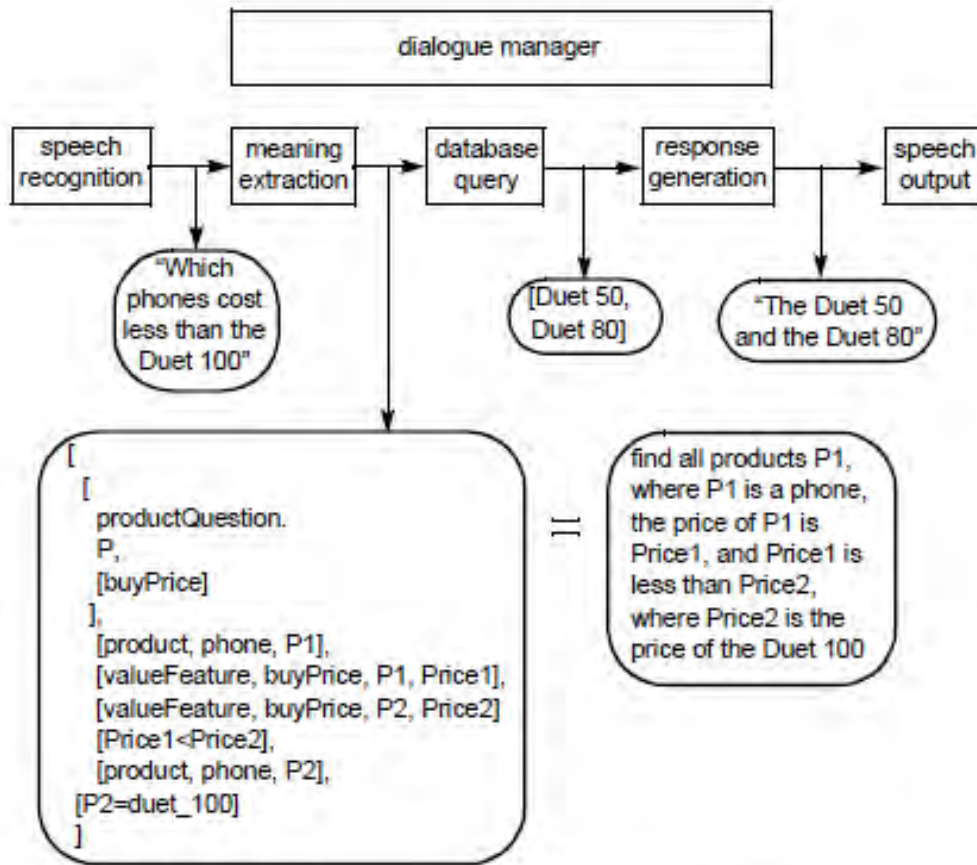 dialogue manager
speech
recognition
meaning
extraction
database
query
response
generation
speech
output
“Which
phones cost
less than the
Duet 100”
[Duet 50,
Duet 80]
“The Duet 50
and the Duet 80”
[
[
productQuestion.
P,
[buyPrice]
],
[product, phone, P1],
[valueFeature, buyPrice, P1, Price1],
[valueFeature, buyPrice, P2, Price2]
[Price1<Price2],
[product, phone, P2],
[P2=duet_100]
]
find all products P1,
where P1 is a phone,
the price of P1 is
Price1, and Price1 is
less than Price2,
where Price2 is the
price of the Duet 100